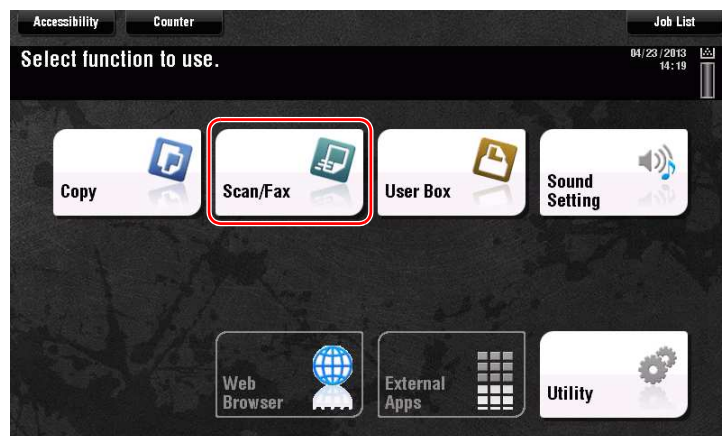 Accessibility Counter Job List
Select function to use.
04/23/2013
14:19
Copy
Scan/Fax
User Box
Sound
Setting
Web
Browser
External
Apps
Utility